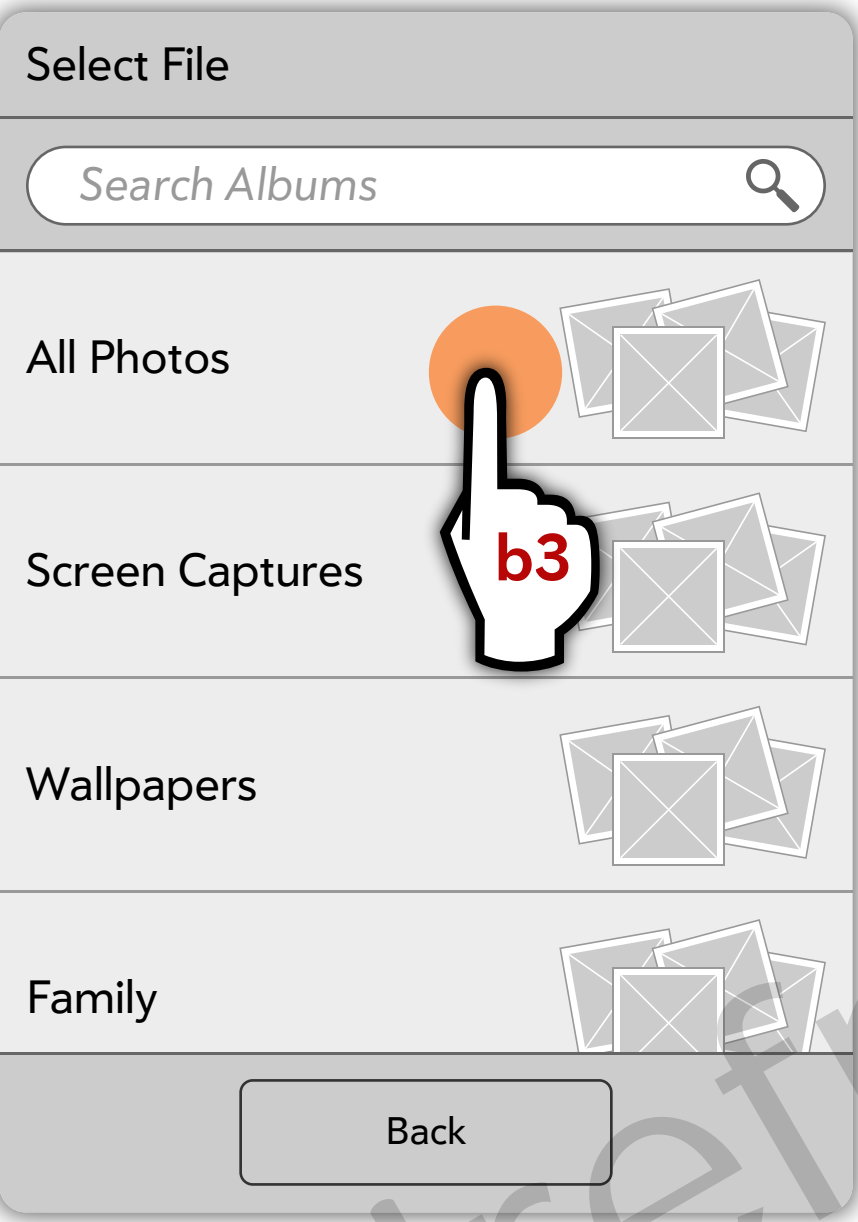 Select File
Search Albums
All Photos
Screen Captures
b3
Wallpapers
Family
Back